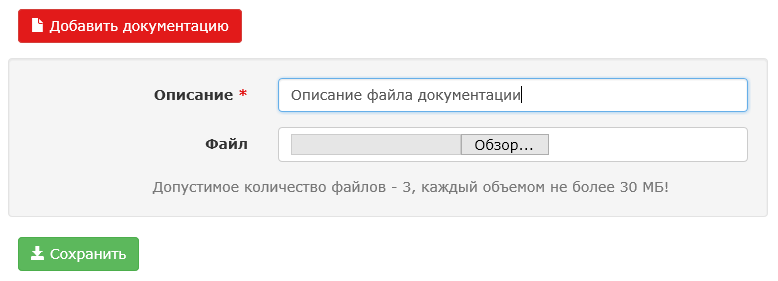 Добавить документацию
Описание *
Описание файла документации
Файл
Обзор...
Допустимое количество файлов - 3, каждый объемом не более 30 МБ!
Сохранить